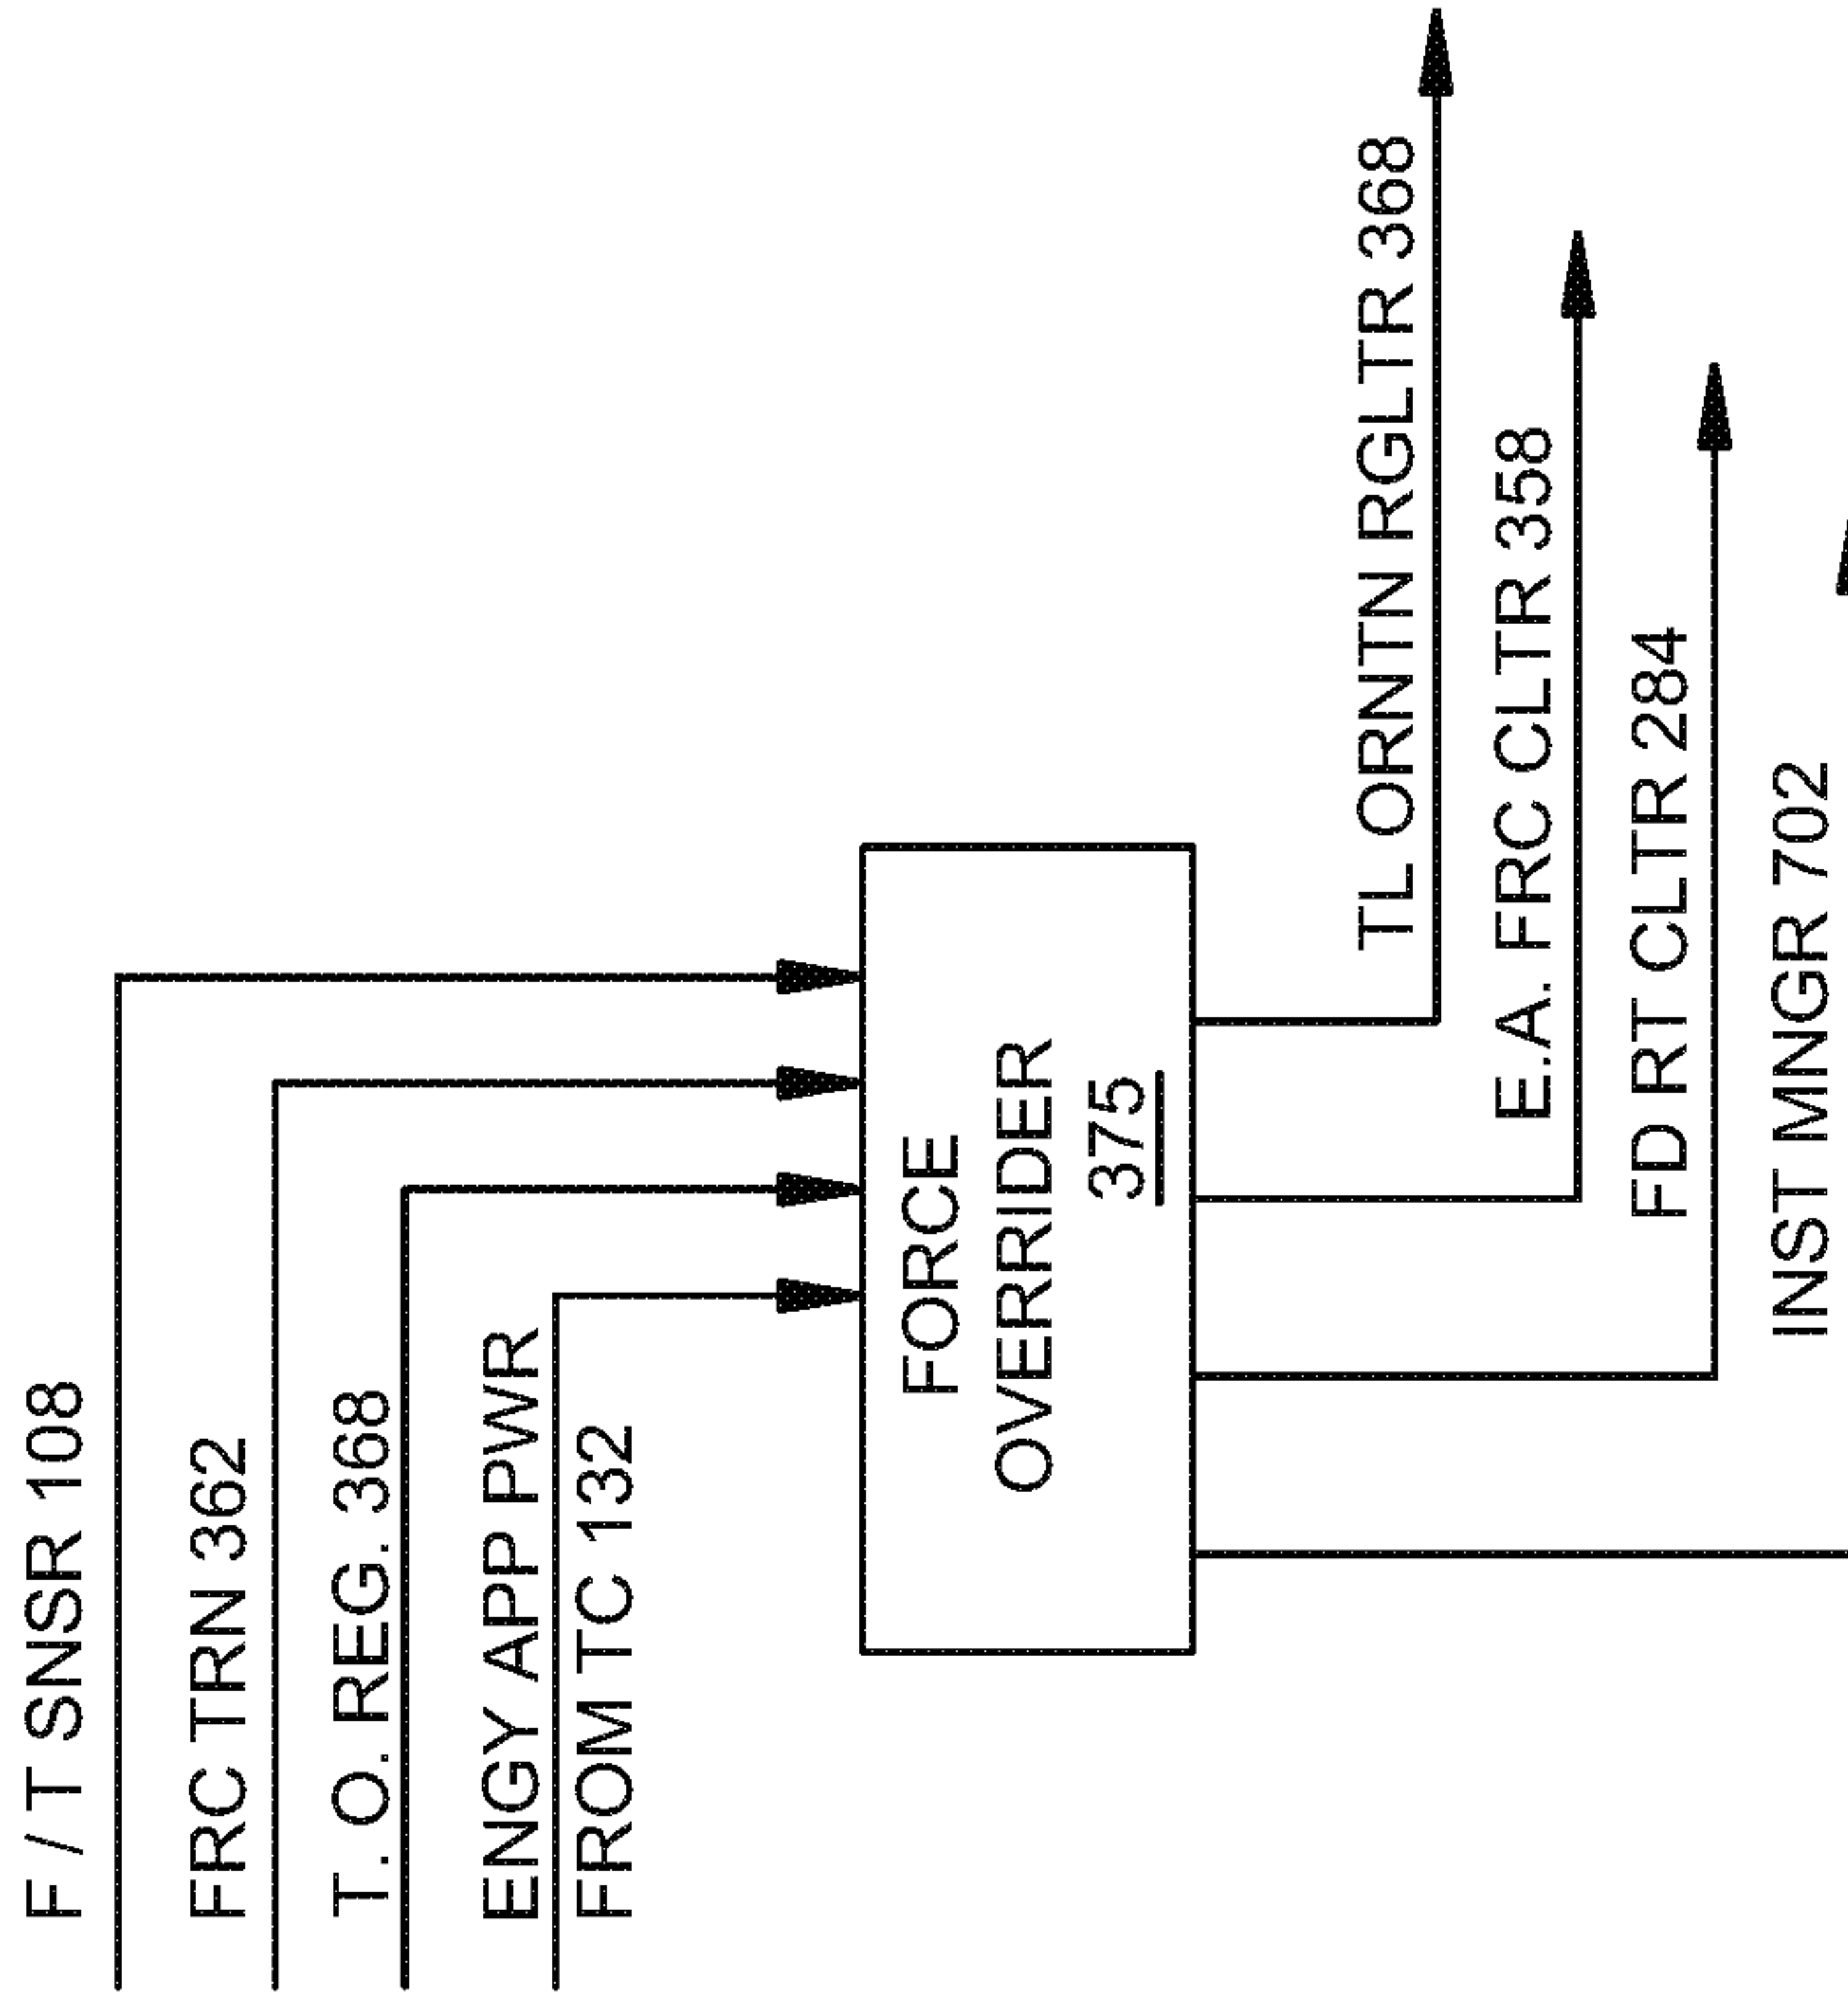 F / T SNSR 108
FRC TRN 362
T. O. REG. 368
ENGY APP PWR
FROM TC 132
FORCE
OVERRIDER
375
TL ORNTN RGLTR 368
E.A. FRC CLTR 358
FD RT CLTR 284
INST MNGR 702